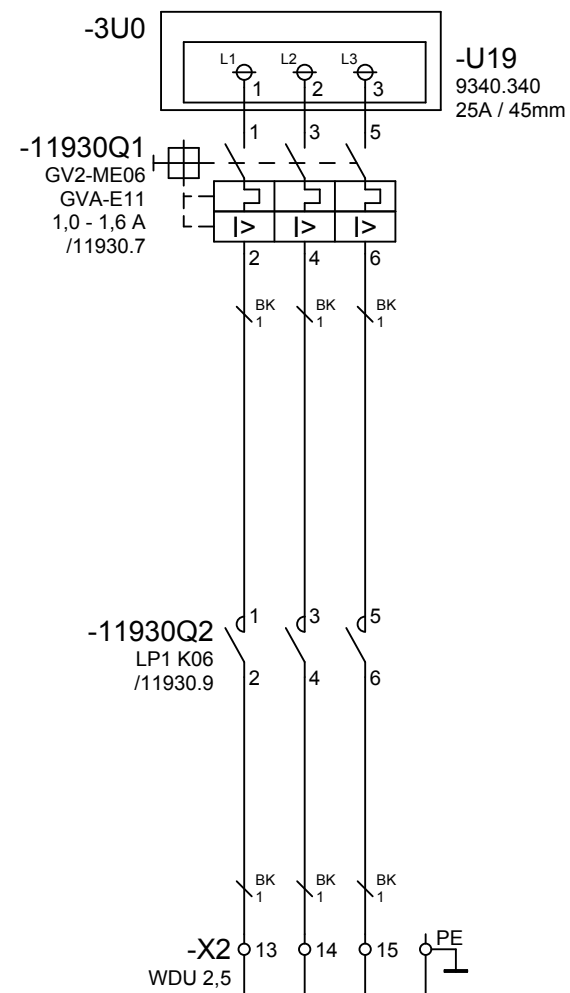 -3U0
L1 L2 L3
1 2 3
-U19
9340.340
25A / 45mm
1 3 5
-11930Q1
GV2-ME06
GVA-E11
1,0 - 1,6 A
/11930.7
I> I> I>
2 4 6
BK BK BK
1 1 1
1 3 5
-11930Q2
LP1 K06
/11930.9
2 4 6
BK BK BK
1 1 1
-X2 13 14 15 PE
WDU 2,5